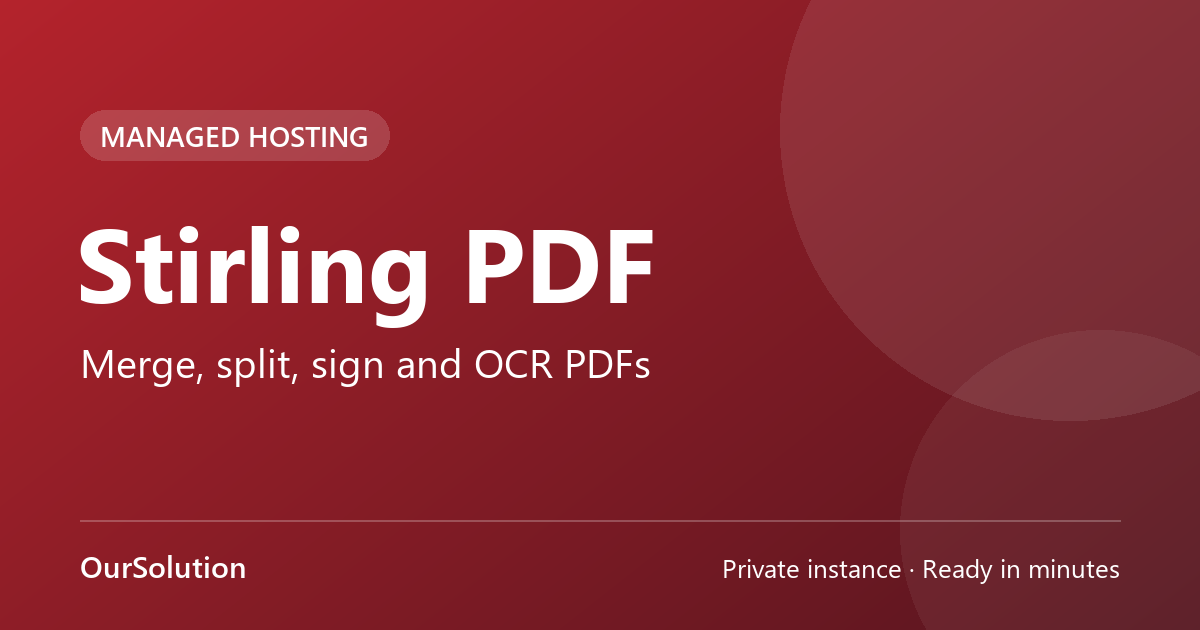 MANAGED HOSTING
Stirling PDF
Merge, split, sign and OCR PDFs
OurSolution
Private instance · Ready in minutes